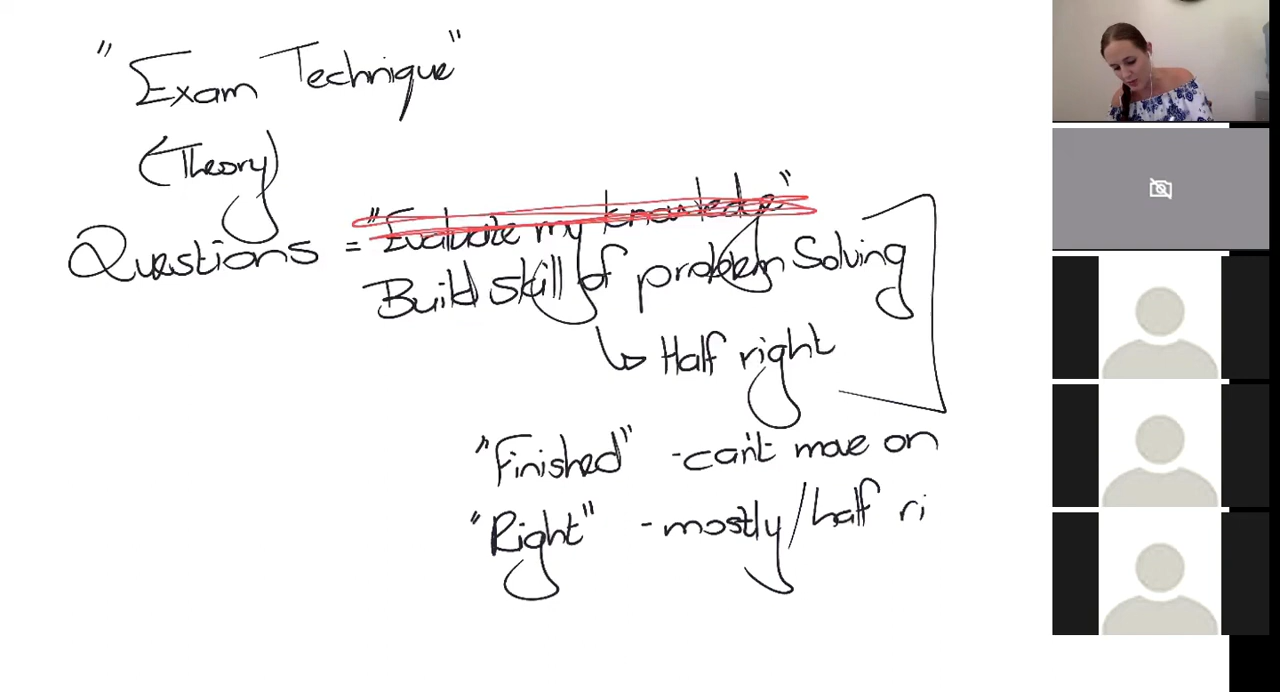 "Exam Technique"
(Theory)
"Evaluate my knowledge"
Questions = Build skill of problem Solving
↳ Half right
"Finished" - can't move on
"Right" - mostly/half ri